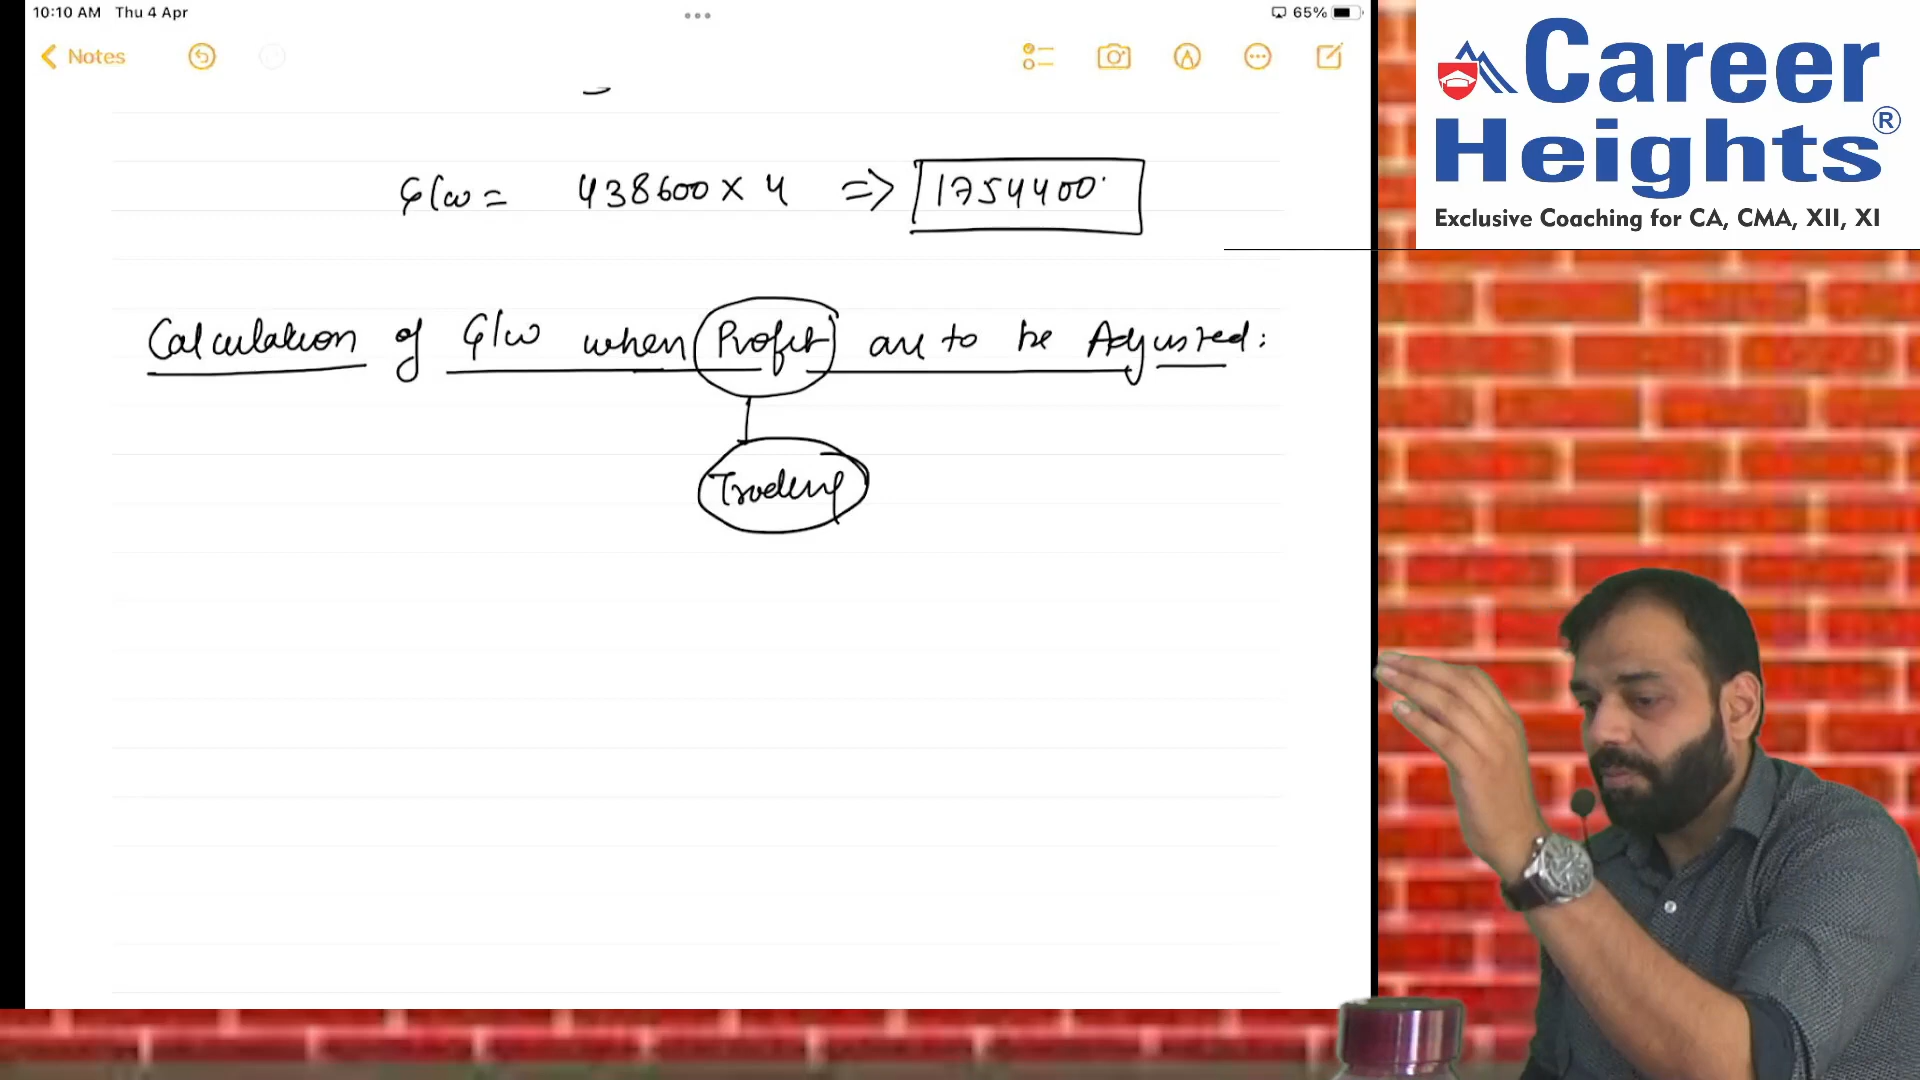 10:10 AM Thu 4 Apr
65%
Notes
Career
Heights®
Exclusive Coaching for CA, CMA, XII, XI
G/w = 438600 x 4 => 1754400
Calculation of G/w when Profit are to be Adjusted:
Trading